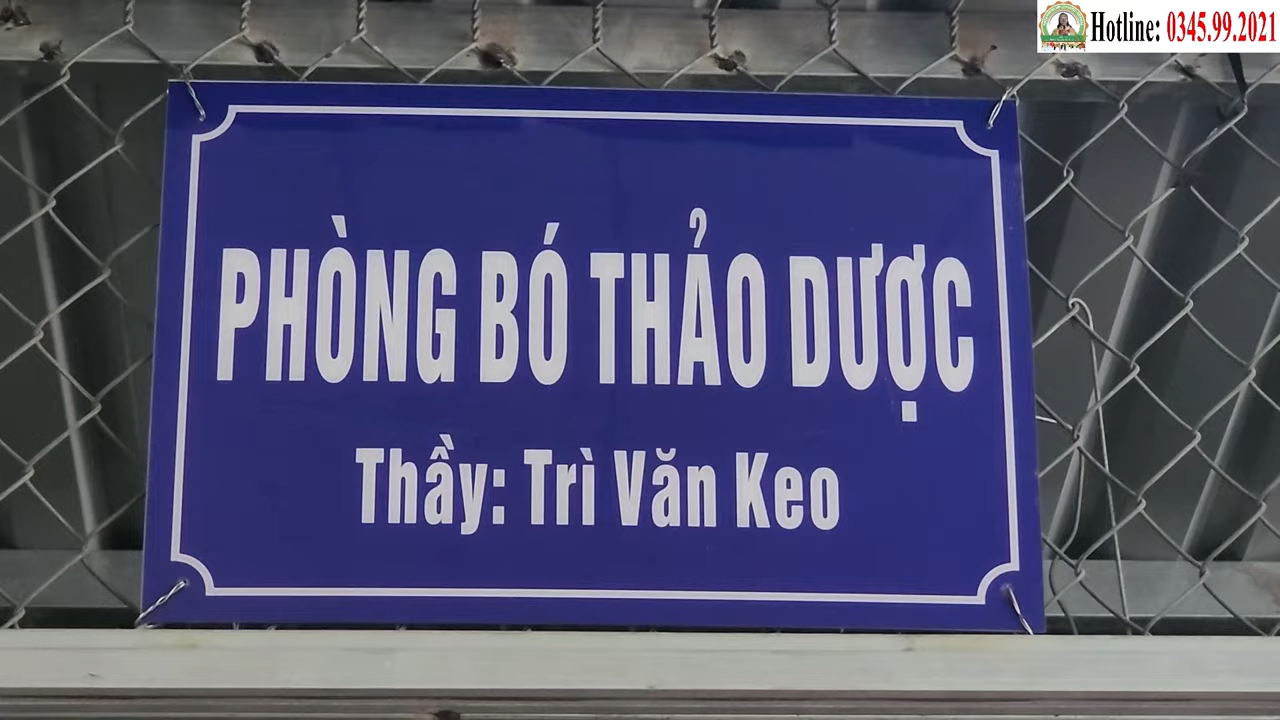 Hotline: 0345.99.2021
PHÒNG BÓ THẢO DƯỢC
Thầy: Trì Văn Keo